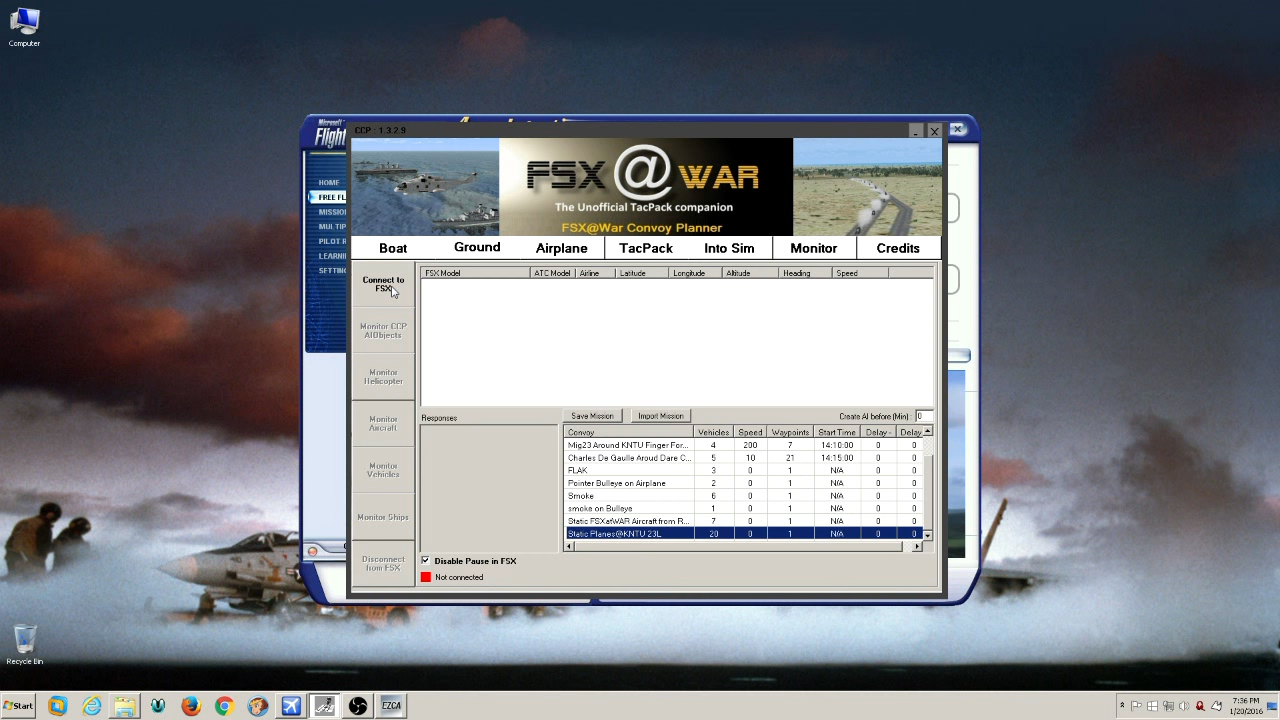 Computer
Microsoft
Flight
CCP : 1.3.2.9
FSX @ WAR
The Unofficial TacPack companion
FSX@War Convoy Planner
HOME
FREE FL
MISSIO
MULTIP
PILOT R
LEARNI
SETTING
Boat Ground Airplane TacPack Into Sim Monitor Credits
Connect to
FSX
Monitor CCP
AIObjects
Monitor
Helicopter
Monitor
Aircraft
Monitor
Vehicles
Monitor Ships
Disconnect
from FSX
FSX Model ATC Model Airline Latitude Longitude Altitude Heading Speed
Responses
Save Mission Import Mission Create AI before (Min) : 0
Convoy Vehicles Speed Waypoints Start Time Delay - Delay
Mig23 Around KNTU Finger For... 4 200 7 14:10:00 0 0
Charles De Gaulle Aroud Dare C... 5 10 21 14:15:00 0 0
FLAK 3 0 1 N/A 0 0
Pointer Bulleye on Airplane 2 0 1 N/A 0 0
Smoke 6 0 1 N/A 0 0
smoke on Bulleye 1 0 1 N/A 0 0
Static FSXatWAR Aircraft from R... 7 0 1 N/A 0 0
Static Planes@KNTU 23L 20 0 1 N/A 0 0
Disable Pause in FSX
Not connected
Recycle Bin
Start
EZCA
7:36 PM
1/20/2016